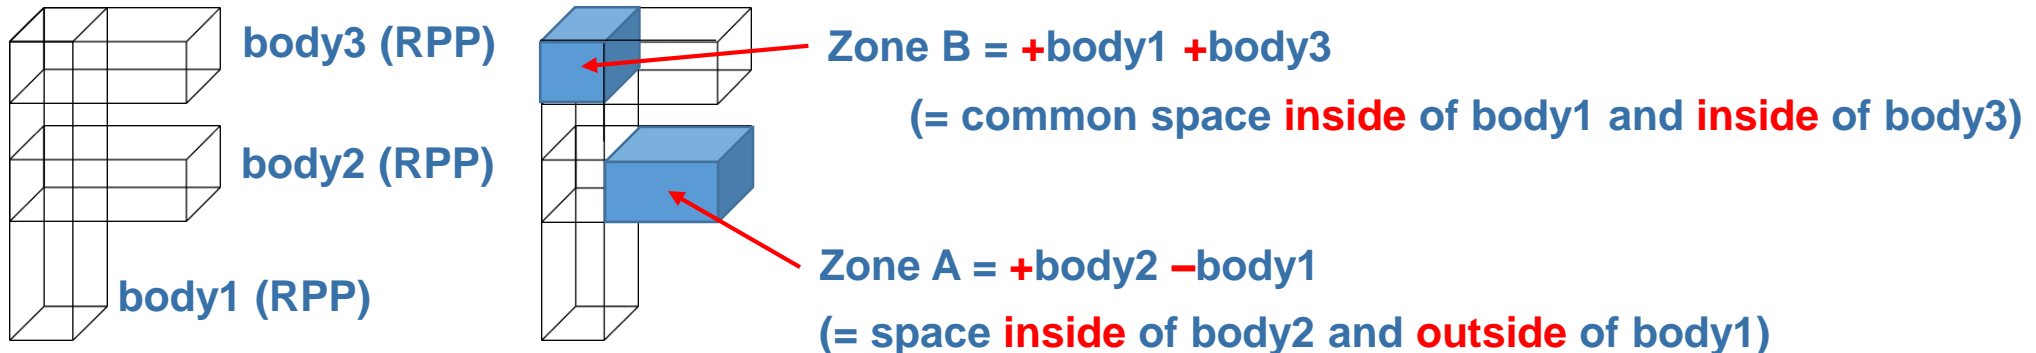 body3 (RPP)
body2 (RPP)
body1 (RPP)
Zone B = +body1 +body3
(= common space inside of body1 and inside of body3)
Zone A = +body2 –body1
(= space inside of body2 and outside of body1)